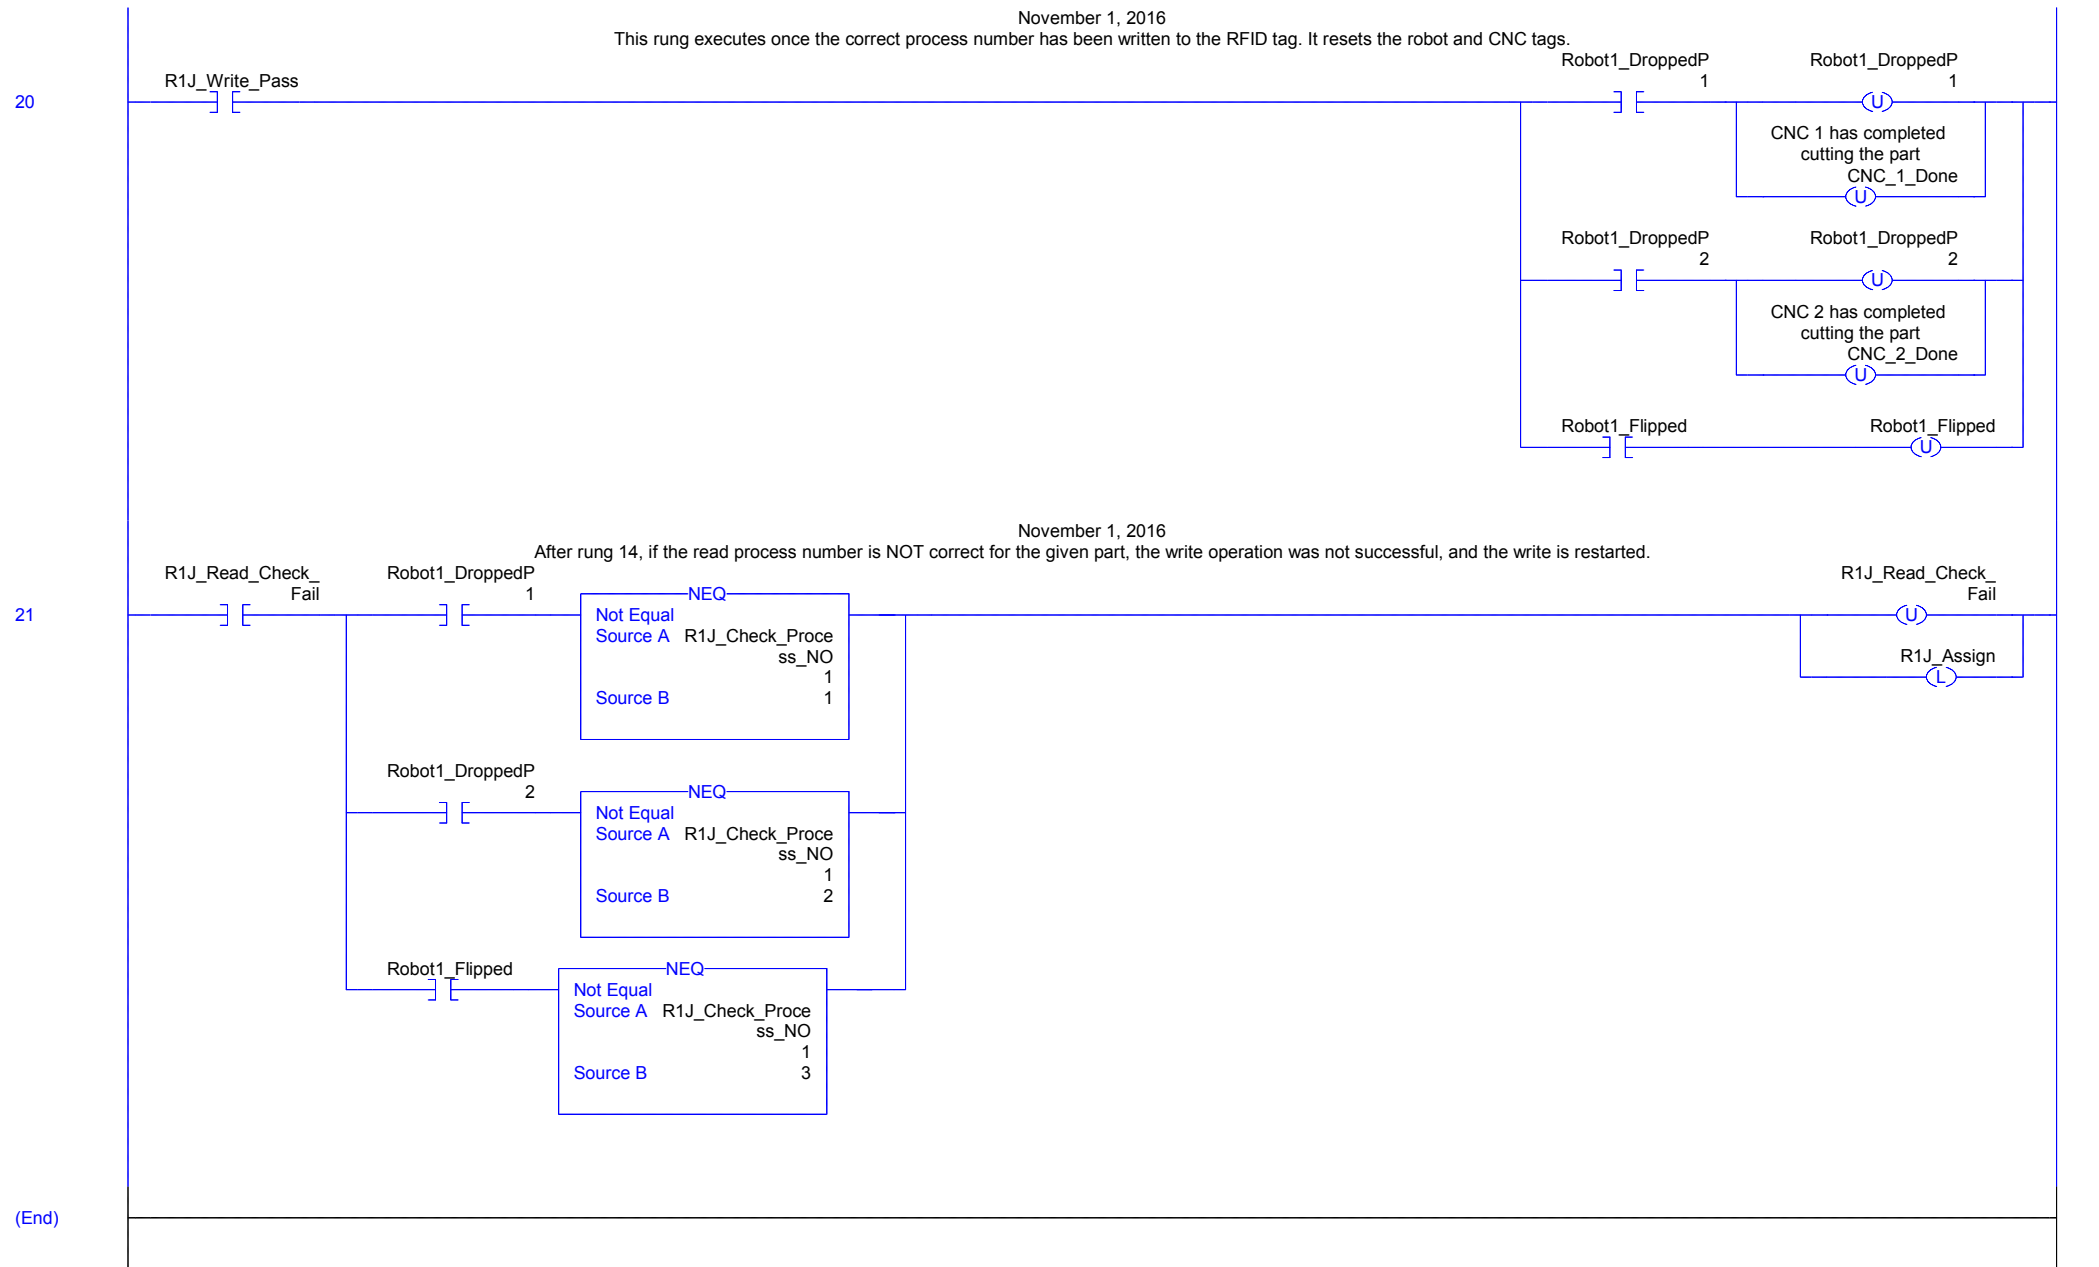 November 1, 2016
This rung executes once the correct process number has been written to the RFID tag. It resets the robot and CNC tags.
20
R1J_Write_Pass
Robot1_DroppedP
1
Robot1_DroppedP
1
U
CNC 1 has completed
cutting the part
CNC_1_Done
U
Robot1_DroppedP
2
Robot1_DroppedP
2
U
CNC 2 has completed
cutting the part
CNC_2_Done
U
Robot1_Flipped
Robot1_Flipped
U
November 1, 2016
After rung 14, if the read process number is NOT correct for the given part, the write operation was not successful, and the write is restarted.
21
R1J_Read_Check_
Fail
Robot1_DroppedP
1
NEQ
Not Equal
Source A R1J_Check_Proce
ss_NO
1
Source B 1
R1J_Read_Check_
Fail
U
R1J_Assign
L
Robot1_DroppedP
2
NEQ
Not Equal
Source A R1J_Check_Proce
ss_NO
1
Source B 2
Robot1_Flipped
NEQ
Not Equal
Source A R1J_Check_Proce
ss_NO
1
Source B 3
(End)